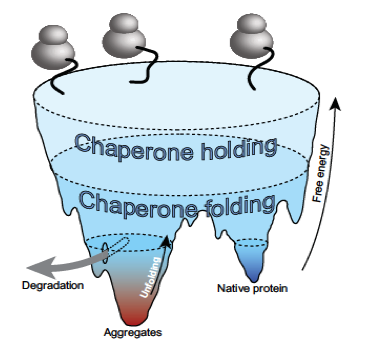 Chaperone holding
Chaperone folding
Free energy
Unfolding
Degradation
Native protein
Aggregates